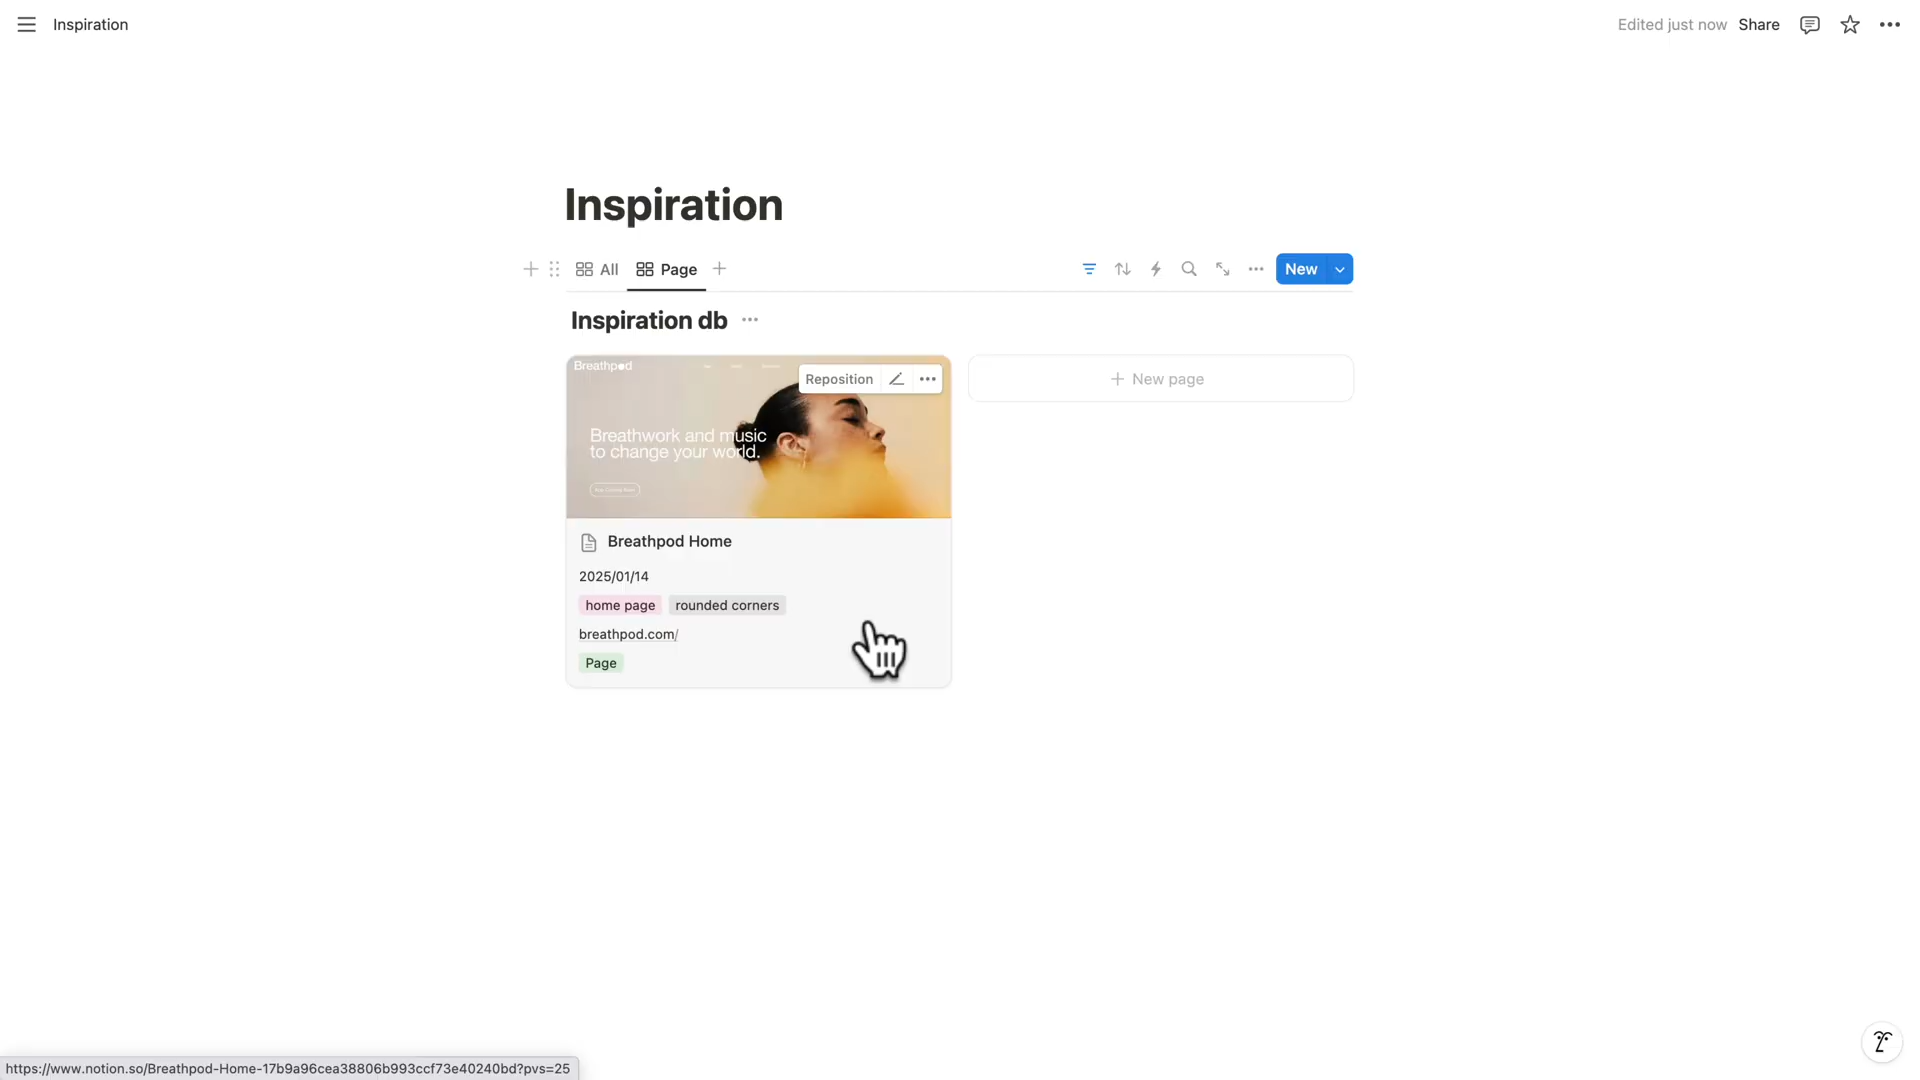 Inspiration
Edited just now Share
Inspiration
All Page
New
Inspiration db
Breathpod
Reposition
Breathwork and music
to change your world.
New page
Breathpod Home
2025/01/14
home page rounded corners
breathpod.com/
Page
https://www.notion.so/Breathpod-Home-17b9a96cea38806b993ccf73e40240bd?pvs=25